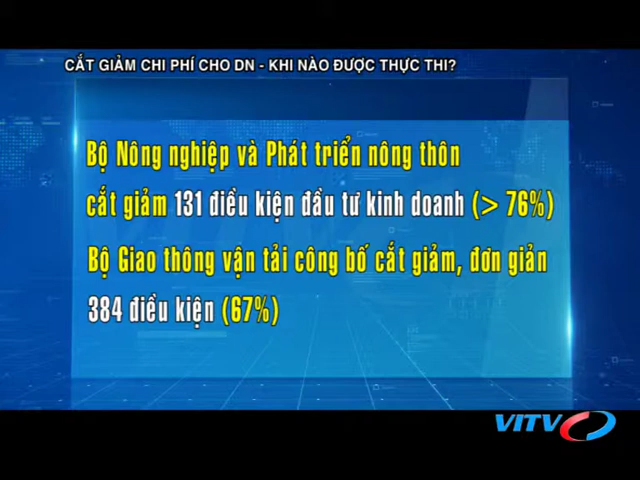 CẮT GIẢM CHI PHÍ CHO DN - KHI NÀO ĐƯỢC THỰC THI?
Bộ Nông nghiệp và Phát triển nông thôn
cắt giảm 131 điều kiện đầu tư kinh doanh (> 76%)
Bộ Giao thông vận tải công bố cắt giảm, đơn giản
384 điều kiện (67%)
VITV